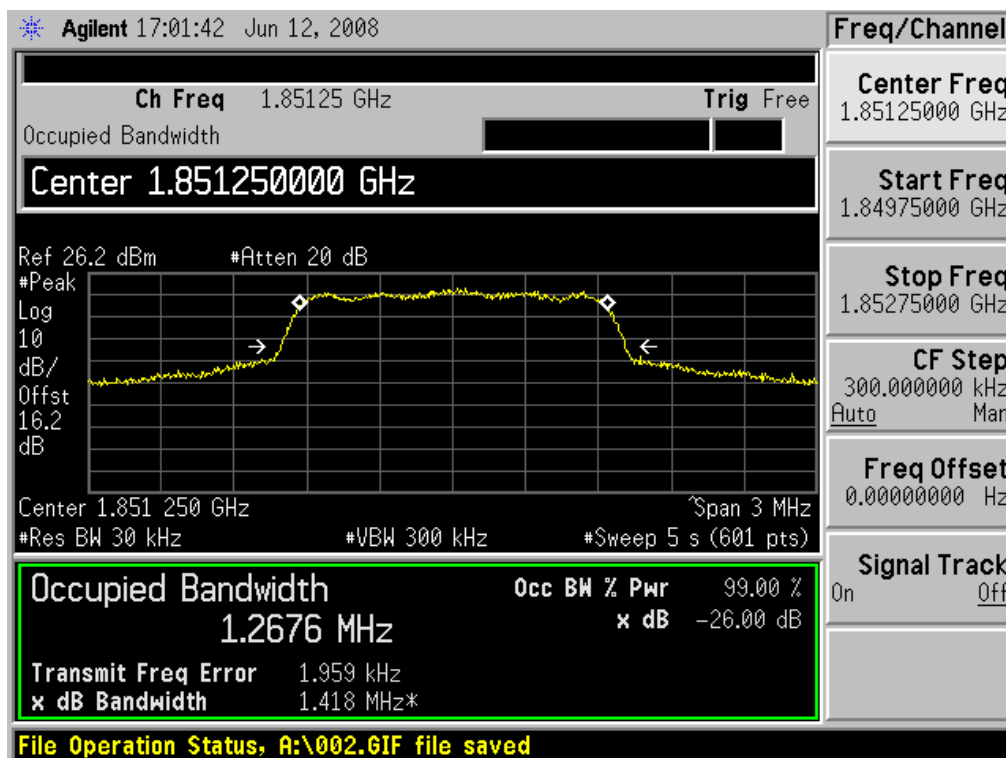 Agilent 17:01:42 Jun 12, 2008
Freq/Channel
Ch Freq 1.85125 GHz Trig Free
Occupied Bandwidth
Center 1.851250000 GHz
Ref 26.2 dBm #Atten 20 dB
#Peak
Log
10
dB/
Offst
16.2
dB
Center 1.851 250 GHz ~Span 3 MHz
#Res BW 30 kHz #VBW 300 kHz #Sweep 5 s (601 pts)
Occupied Bandwidth Occ BW % Pwr 99.00 %
1.2676 MHz x dB -26.00 dB
Transmit Freq Error 1.959 kHz
x dB Bandwidth 1.418 MHz*
File Operation Status, A:\002.GIF file saved
Center Freq
1.85125000 GHz
Start Freq
1.84975000 GHz
Stop Freq
1.85275000 GHz
CF Step
300.000000 kHz
Auto Man
Freq Offset
0.00000000 Hz
Signal Track
On Off